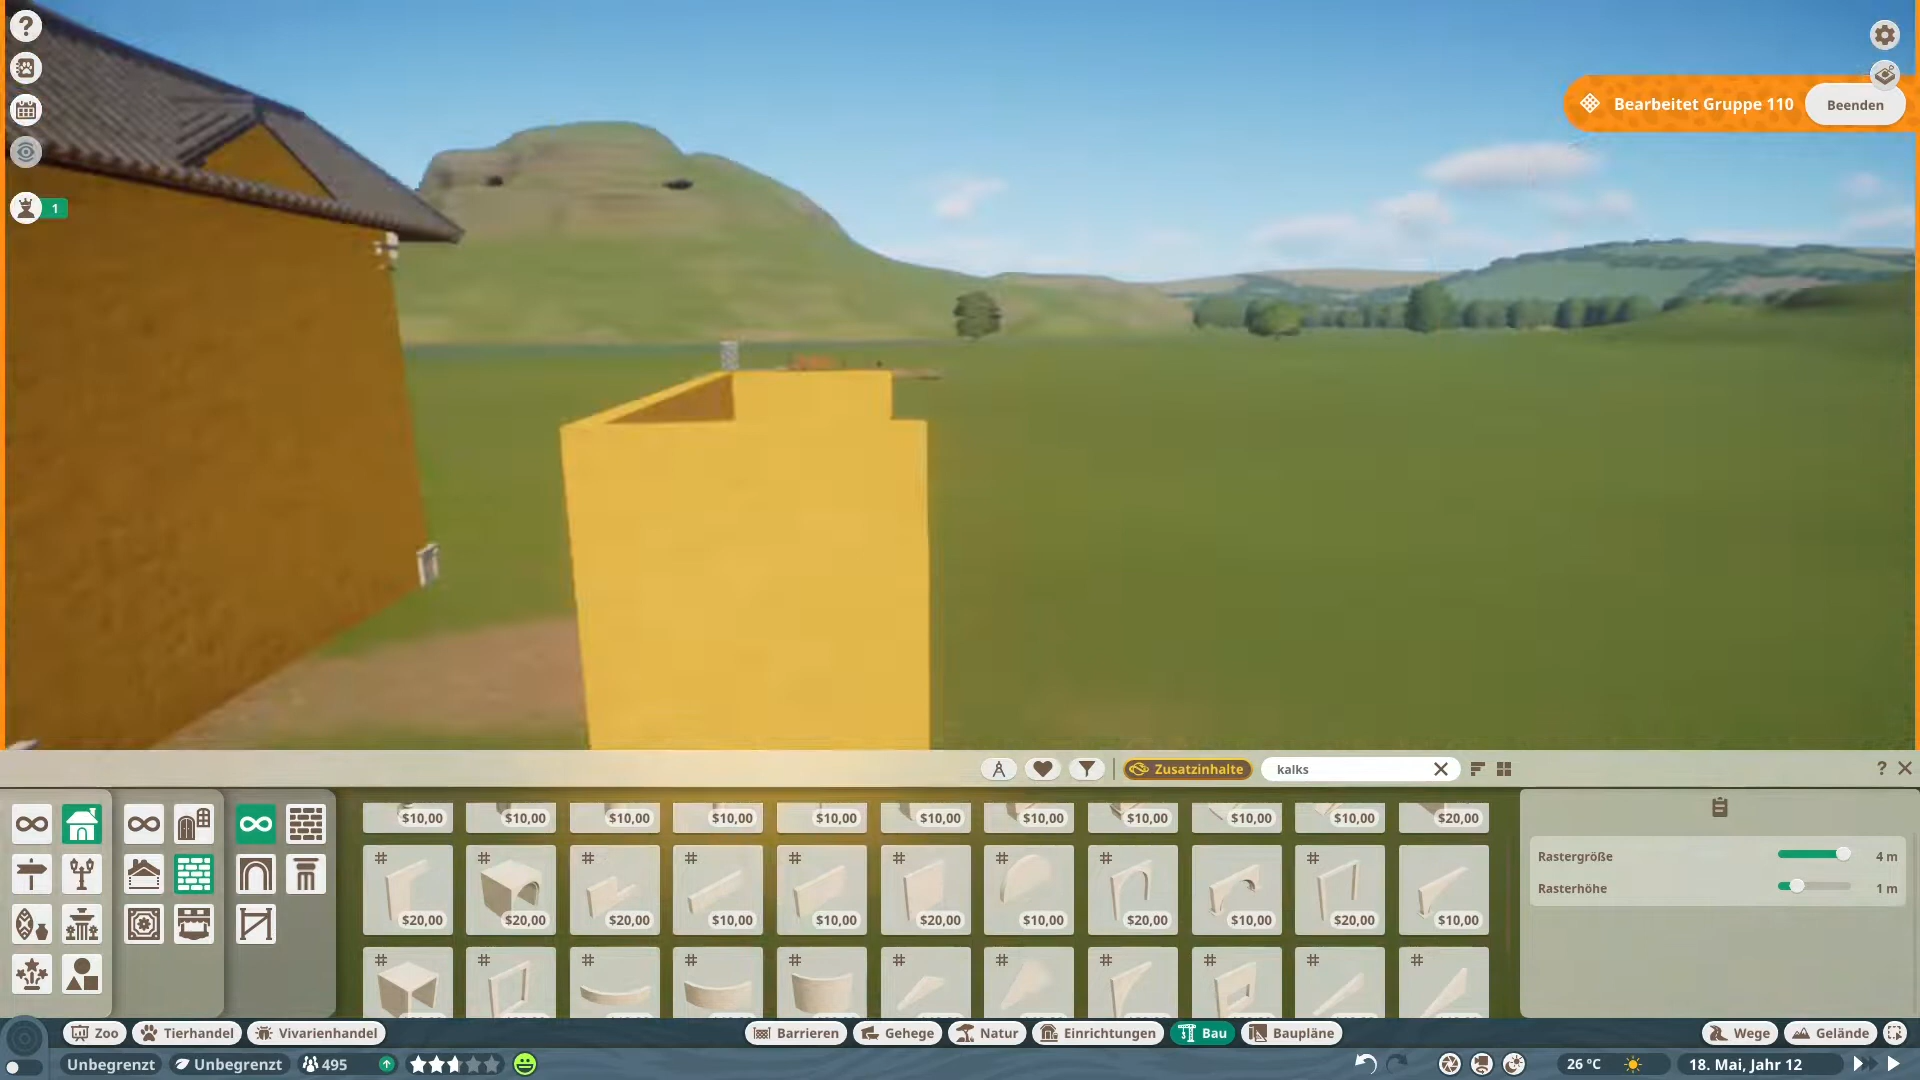 ?
Bearbeitet Gruppe 110
Beenden
1
Zusatzinhalte
kalks
?
$10,00 $10,00 $10,00 $10,00 $10,00 $10,00 $10,00 $10,00 $10,00 $10,00 $20,00
$20,00 $20,00 $20,00 $10,00 $10,00 $20,00 $10,00 $20,00 $10,00 $20,00 $10,00
Rastergröße 4 m
Rasterhöhe 1 m
Zoo Tierhandel Vivarienhandel Barrieren Gehege Natur Einrichtungen Bau Baupläne Wege Gelände
Unbegrenzt Unbegrenzt 495 26 °C 18. Mai, Jahr 12